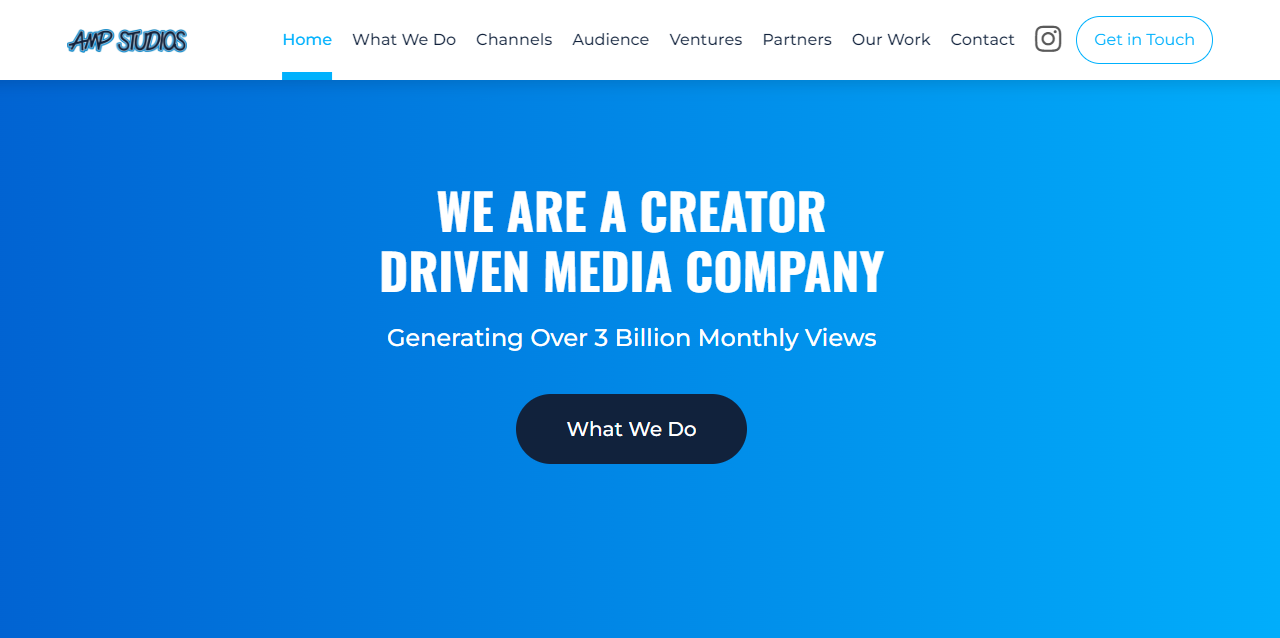 AMP STUDIOS
Home What We Do Channels Audience Ventures Partners Our Work Contact Get in Touch
WE ARE A CREATOR
DRIVEN MEDIA COMPANY
Generating Over 3 Billion Monthly Views
What We Do